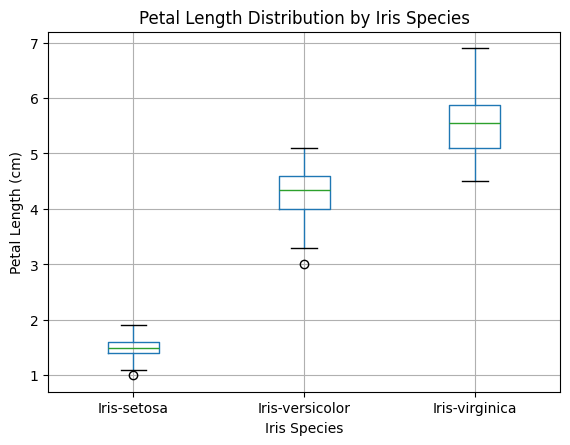 Petal Length Distribution by Iris Species
7
6
5
4
3
2
1
Petal Length (cm)
Iris-setosa
Iris-versicolor
Iris-virginica
Iris Species